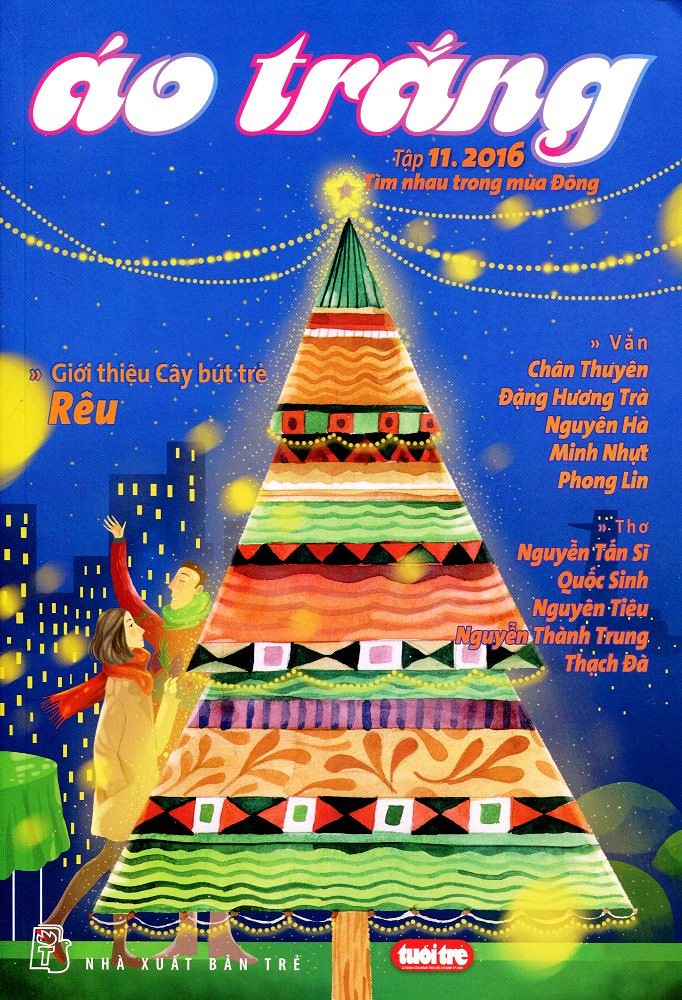 áo trắng
Tập 11. 2016
Tìm nhau trong mùa Đông
» Giới thiệu Cây bút trẻ
Rêu
» Văn
Chân Thuyên
Đặng Hương Trà
Nguyên Hà
Minh Nhựt
Phong Lin
» Thơ
Nguyễn Tấn Sĩ
Quốc Sinh
Nguyên Tiêu
Nguyễn Thành Trung
Thạch Đà
NHÀ XUẤT BẢN TRẺ
tuổi trẻ